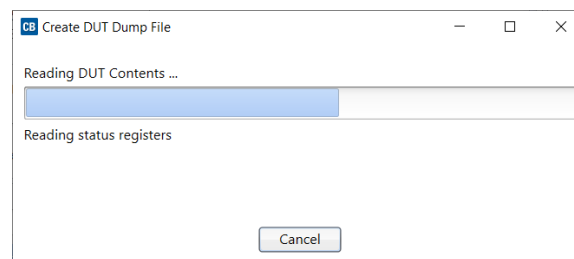 CB Create DUT Dump File
Reading DUT Contents ...
Reading status registers
Cancel